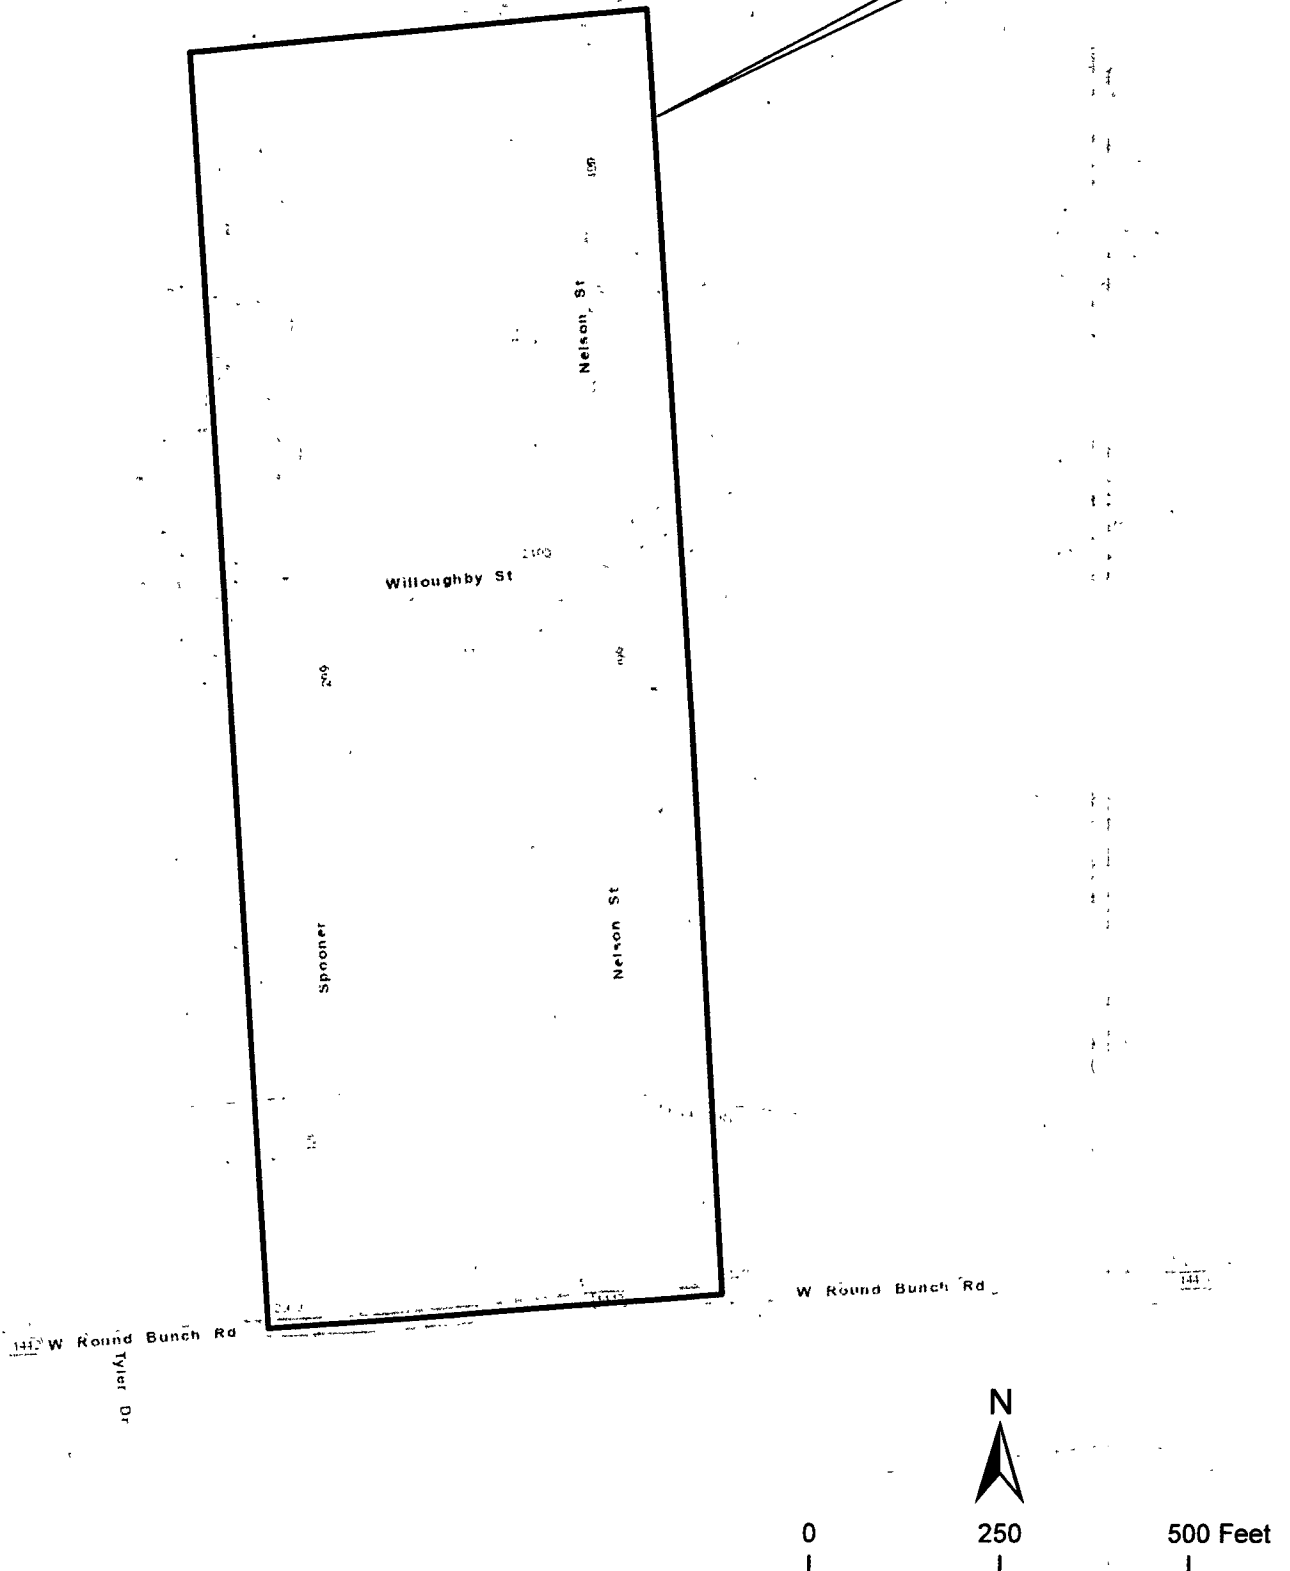 Nelson St
Willoughby St
299
Spooner
Nelson St
W Round Bunch Rd
W Round Bunch Rd
Tyler Dr
N
0 250 500 Feet